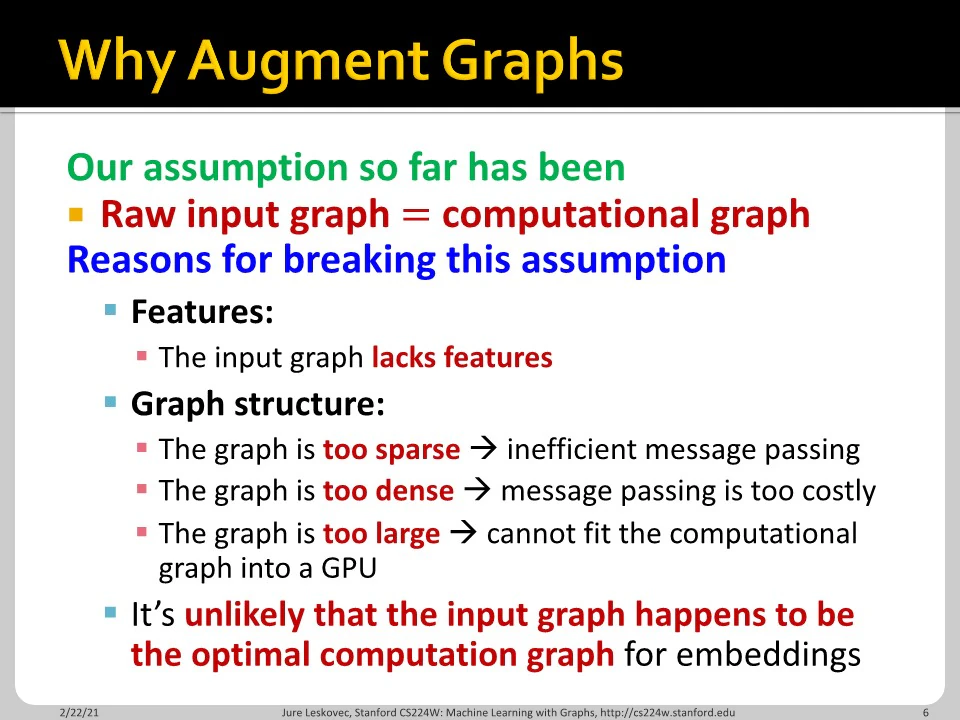 Why Augment Graphs
Our assumption so far has been
▪ Raw input graph = computational graph
Reasons for breaking this assumption
▪ Features:
▪ The input graph lacks features
▪ Graph structure:
▪ The graph is too sparse → inefficient message passing
▪ The graph is too dense → message passing is too costly
▪ The graph is too large → cannot fit the computational
graph into a GPU
▪ It’s unlikely that the input graph happens to be
the optimal computation graph for embeddings
2/22/21 Jure Leskovec, Stanford CS224W: Machine Learning with Graphs, http://cs224w.stanford.edu 6